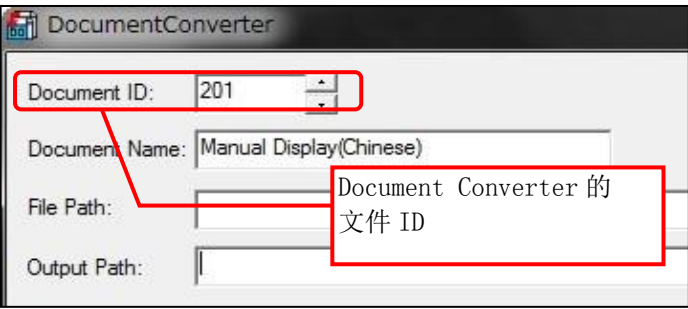 DocumentConverter
Document ID: 201
Document Name: Manual Display(Chinese)
File Path:
Document Converter 的
文件 ID
Output Path: